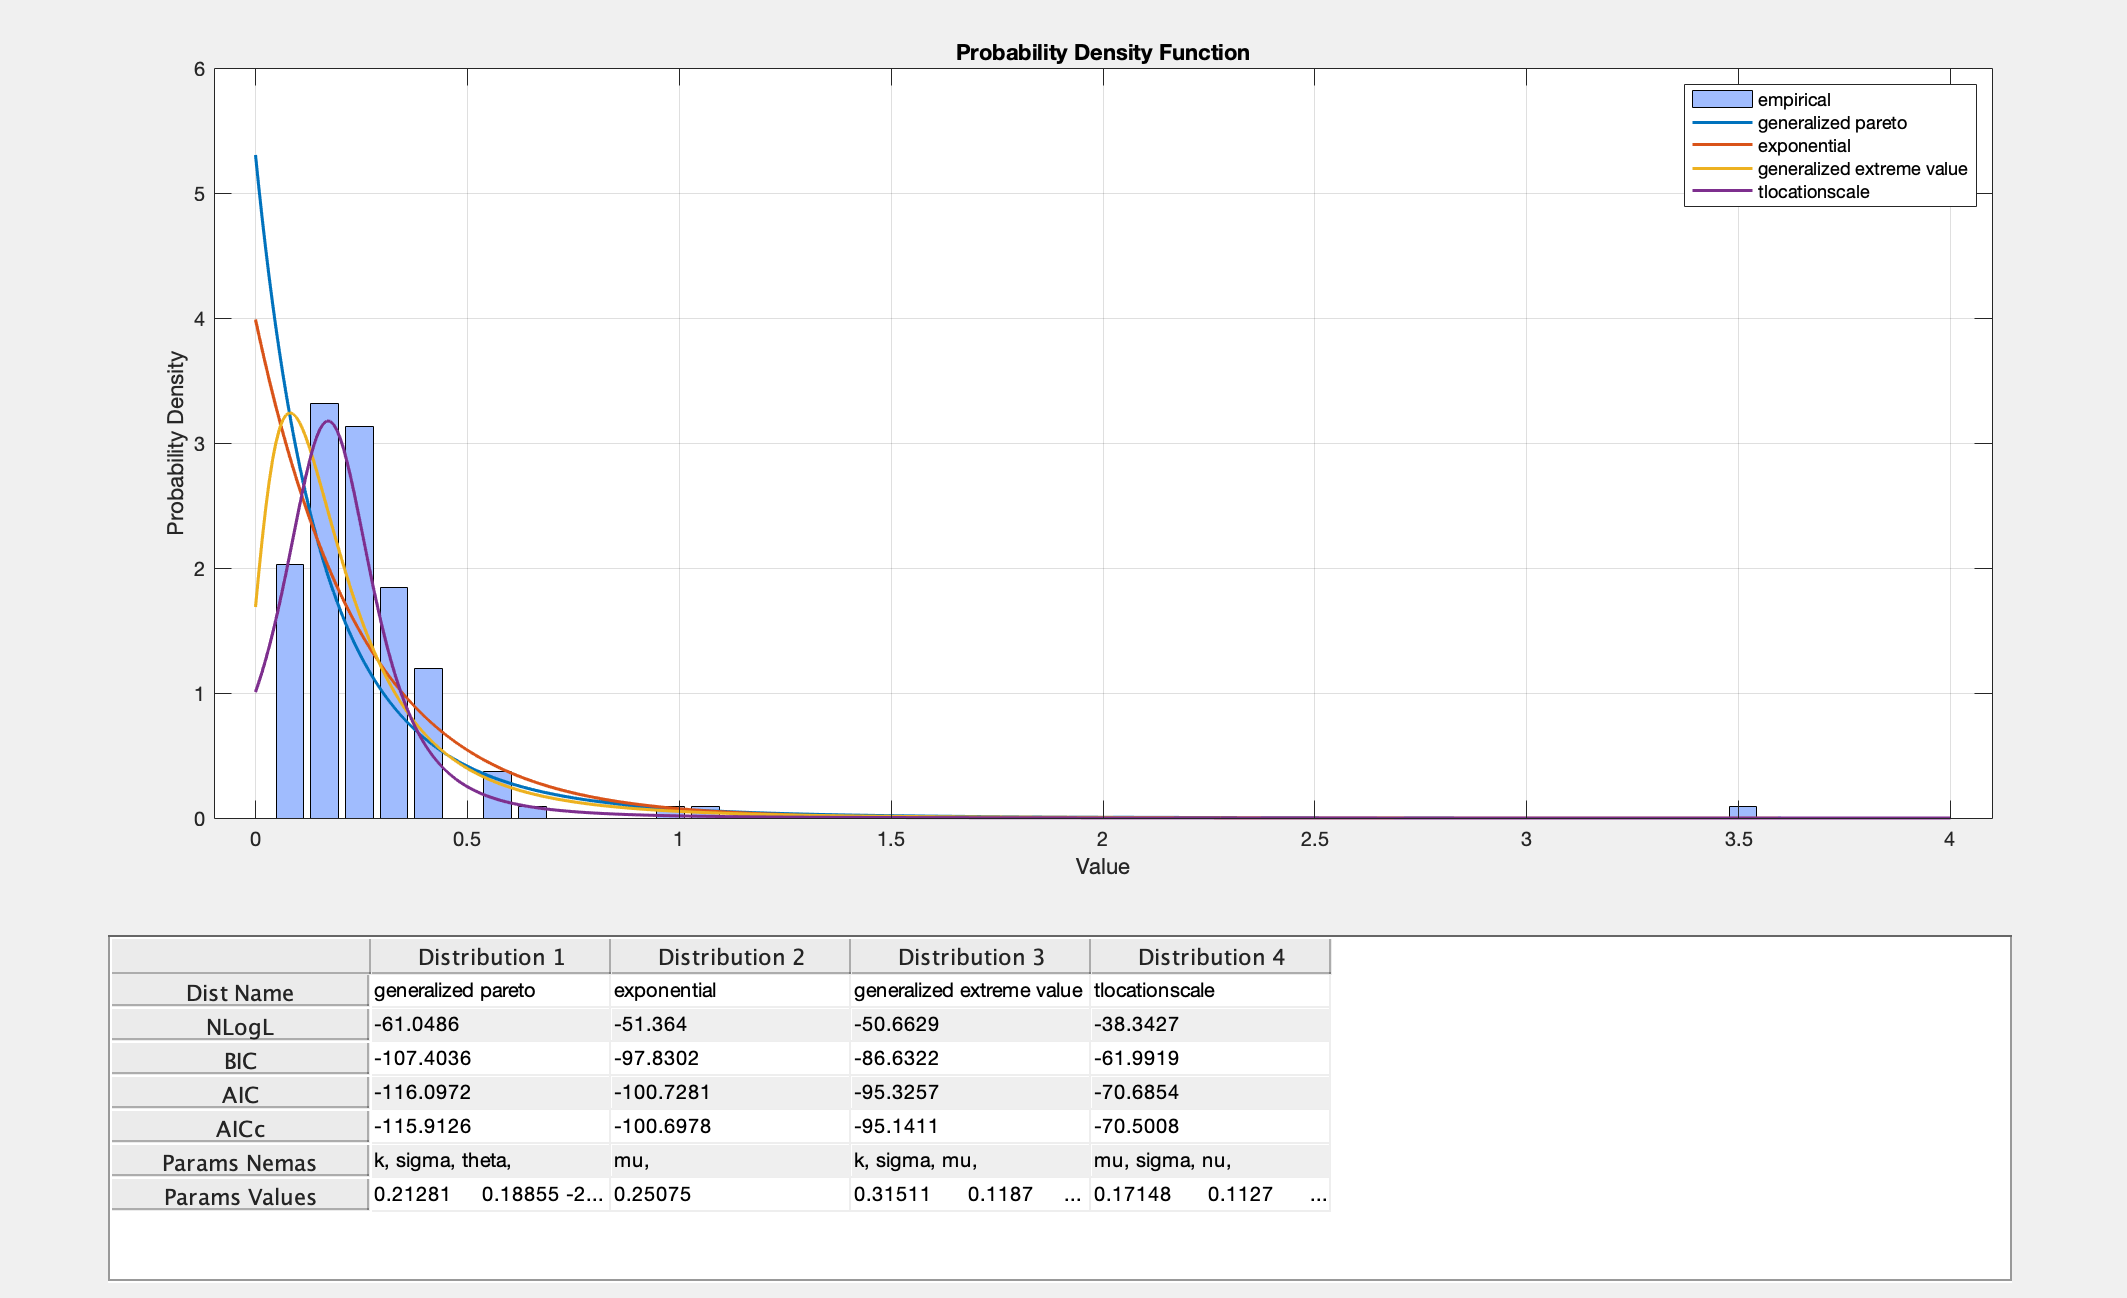 Probability Density Function
6
5
4
3
2
1
0
Probability Density
0 0.5 1 1.5 2 2.5 3 3.5 4
Value
empirical
generalized pareto
exponential
generalized extreme value
tlocationscale
Distribution 1 Distribution 2 Distribution 3 Distribution 4
Dist Name generalized pareto exponential generalized extreme value tlocationscale
NLogL -61.0486 -51.364 -50.6629 -38.3427
BIC -107.4036 -97.8302 -86.6322 -61.9919
AIC -116.0972 -100.7281 -95.3257 -70.6854
AICc -115.9126 -100.6978 -95.1411 -70.5008
Params Nemas k, sigma, theta, mu, k, sigma, mu, mu, sigma, nu,
Params Values 0.21281 0.18855 -2... 0.25075 0.31511 0.1187 ... 0.17148 0.1127 ...